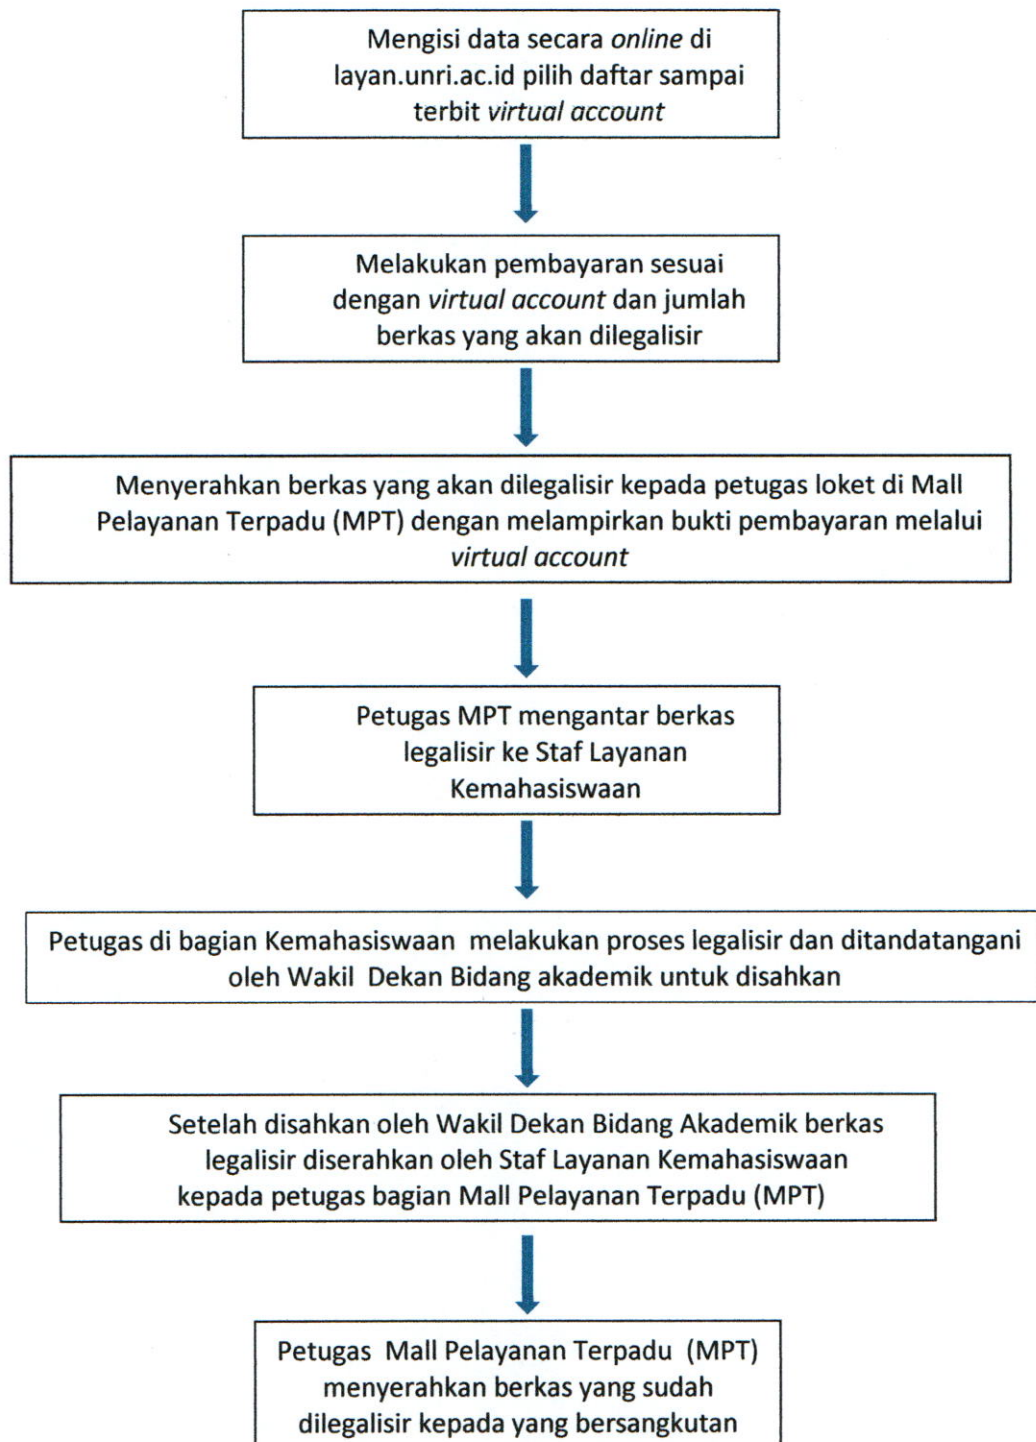 Mengisi data secara online di
layan.unri.ac.id pilih daftar sampai
terbit virtual account
Melakukan pembayaran sesuai
dengan virtual account dan jumlah
berkas yang akan dilegalisir
Menyerahkan berkas yang akan dilegalisir kepada petugas loket di Mall
Pelayanan Terpadu (MPT) dengan melampirkan bukti pembayaran melalui
virtual account
Petugas MPT mengantar berkas
legalisir ke Staf Layanan
Kemahasiswaan
Petugas di bagian Kemahasiswaan melakukan proses legalisir dan ditandatangani
oleh Wakil Dekan Bidang akademik untuk disahkan
Setelah disahkan oleh Wakil Dekan Bidang Akademik berkas
legalisir diserahkan oleh Staf Layanan Kemahasiswaan
kepada petugas bagian Mall Pelayanan Terpadu (MPT)
Petugas Mall Pelayanan Terpadu (MPT)
menyerahkan berkas yang sudah
dilegalisir kepada yang bersangkutan